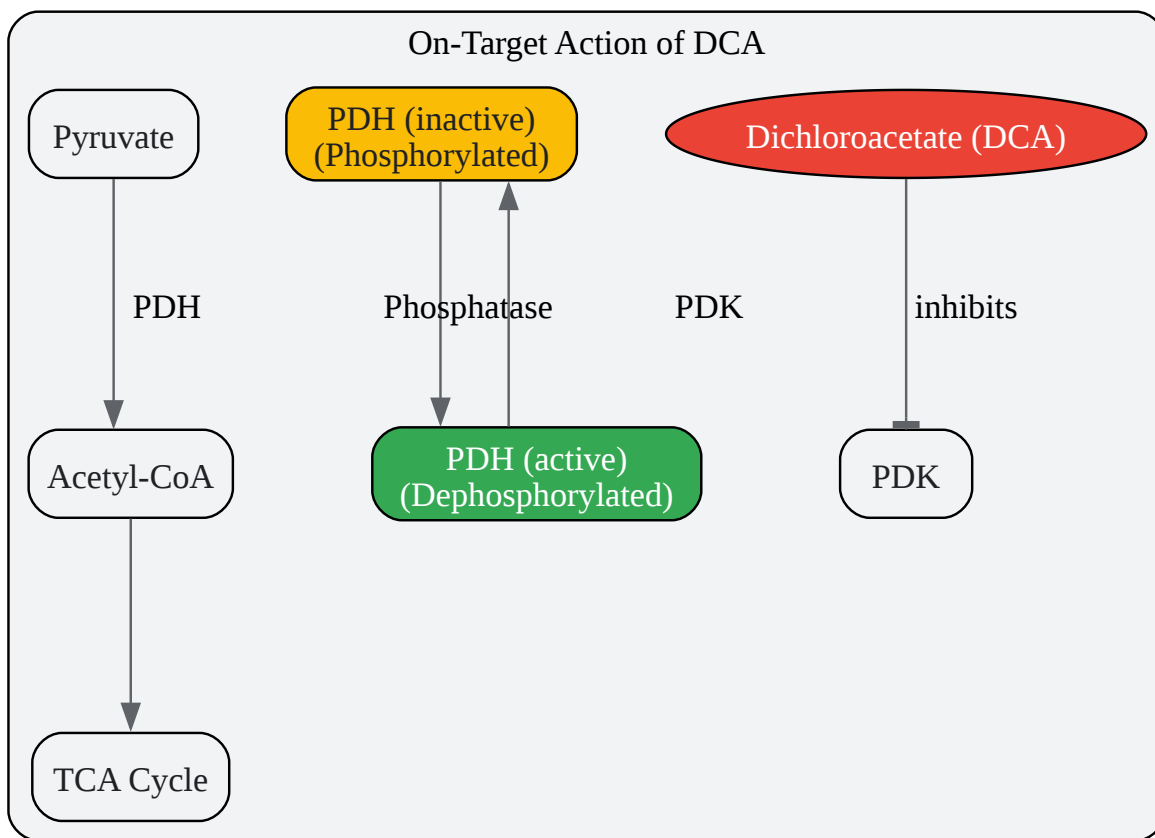 On-Target Action of DCA
Pyruvate
PDH (inactive)
(Phosphorylated)
Dichloroacetate (DCA)
PDH
Phosphatase
PDK
inhibits
Acetyl-CoA
PDH (active)
(Dephosphorylated)
PDK
TCA Cycle